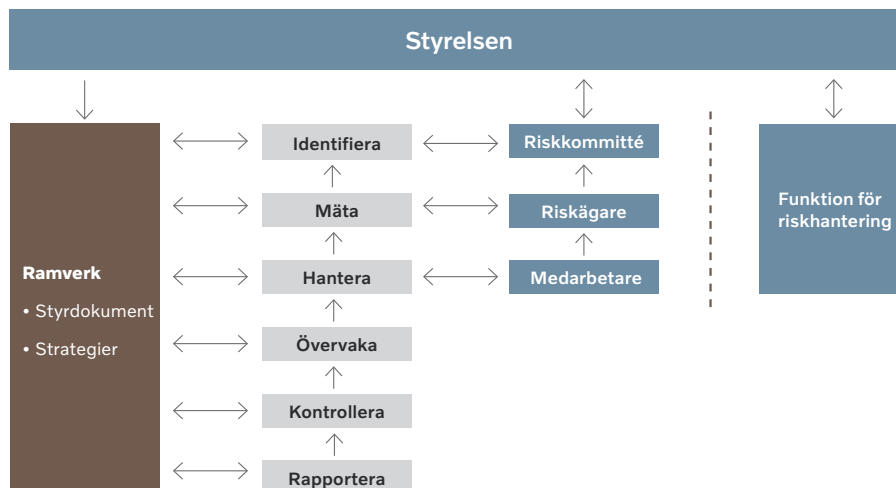 Styrelsen
Ramverk
• Styrdokument
• Strategier
Identifiera
Mäta
Hantera
Övervaka
Kontrollera
Rapportera
Riskkommitté
Riskägare
Medarbetare
Funktion för
riskhantering